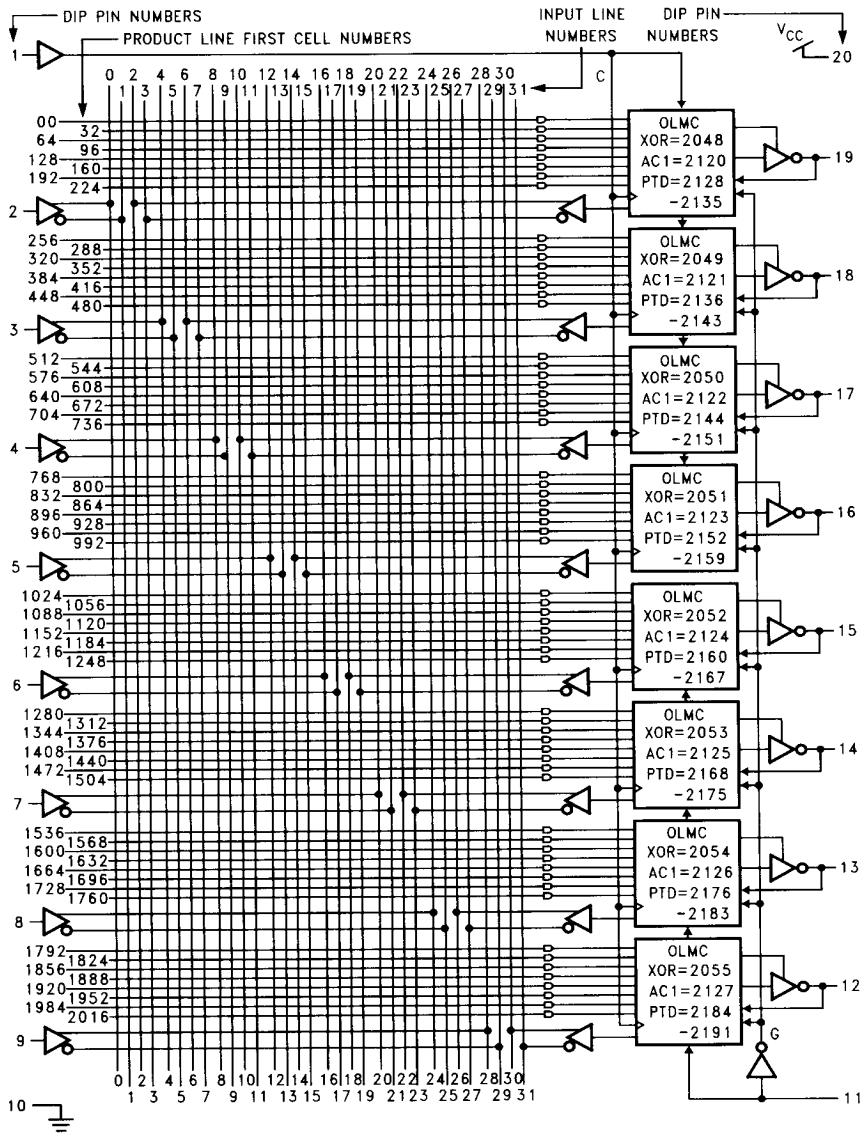 DIP PIN NUMBERS
INPUT LINE NUMBERS
DIP PIN NUMBERS
PRODUCT LINE FIRST CELL NUMBERS
VCC
1
20
0 2 4 6 8 10 12 14 16 18 20 22 24 26 28 30
1 3 5 7 9 11 13 15 17 19 21 23 25 27 29 31
C
00
32
64
96
128
160
192
224
OLMC
XOR=2048
AC1=2120
PTD=2128
-2135
19
2
256
288
320
352
384
416
448
480
OLMC
XOR=2049
AC1=2121
PTD=2136
-2143
18
3
512
544
576
608
640
672
704
736
OLMC
XOR=2050
AC1=2122
PTD=2144
-2151
17
4
768
800
832
864
896
928
960
992
OLMC
XOR=2051
AC1=2123
PTD=2152
-2159
16
5
1024
1056
1088
1120
1152
1184
1216
1248
OLMC
XOR=2052
AC1=2124
PTD=2160
-2167
15
6
1280
1312
1344
1376
1408
1440
1472
1504
OLMC
XOR=2053
AC1=2125
PTD=2168
-2175
14
7
1536
1568
1600
1632
1664
1696
1728
1760
OLMC
XOR=2054
AC1=2126
PTD=2176
-2183
13
8
1792
1824
1856
1888
1920
1952
1984
2016
OLMC
XOR=2055
AC1=2127
PTD=2184
-2191
12
9
G
0 2 4 6 8 10 12 14 16 18 20 22 24 26 28 30
1 3 5 7 9 11 13 15 17 19 21 23 25 27 29 31
10
11